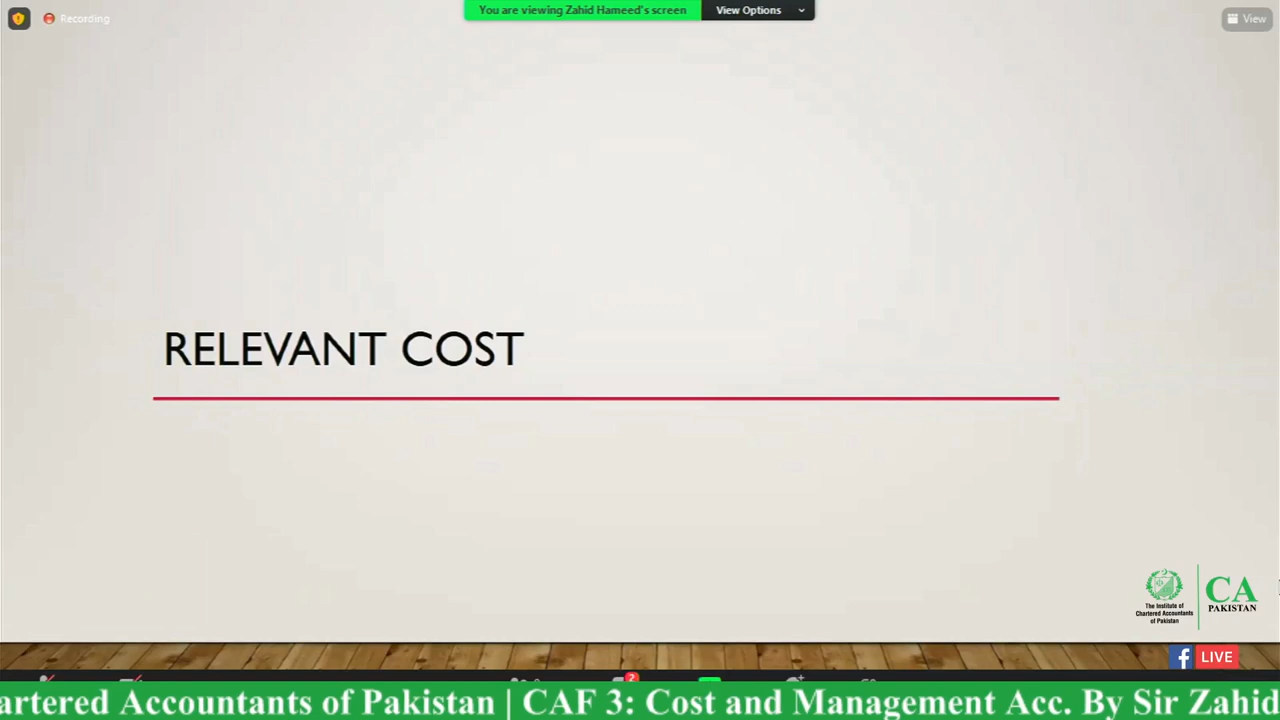 You are viewing Zahid Hameed's screen
View Options
Recording
View
RELEVANT COST
The Institute of
Chartered Accountants
of Pakistan
CA
PAKISTAN
f LIVE
2
artered Accountants of Pakistan | CAF 3: Cost and Management Acc. By Sir Zahid